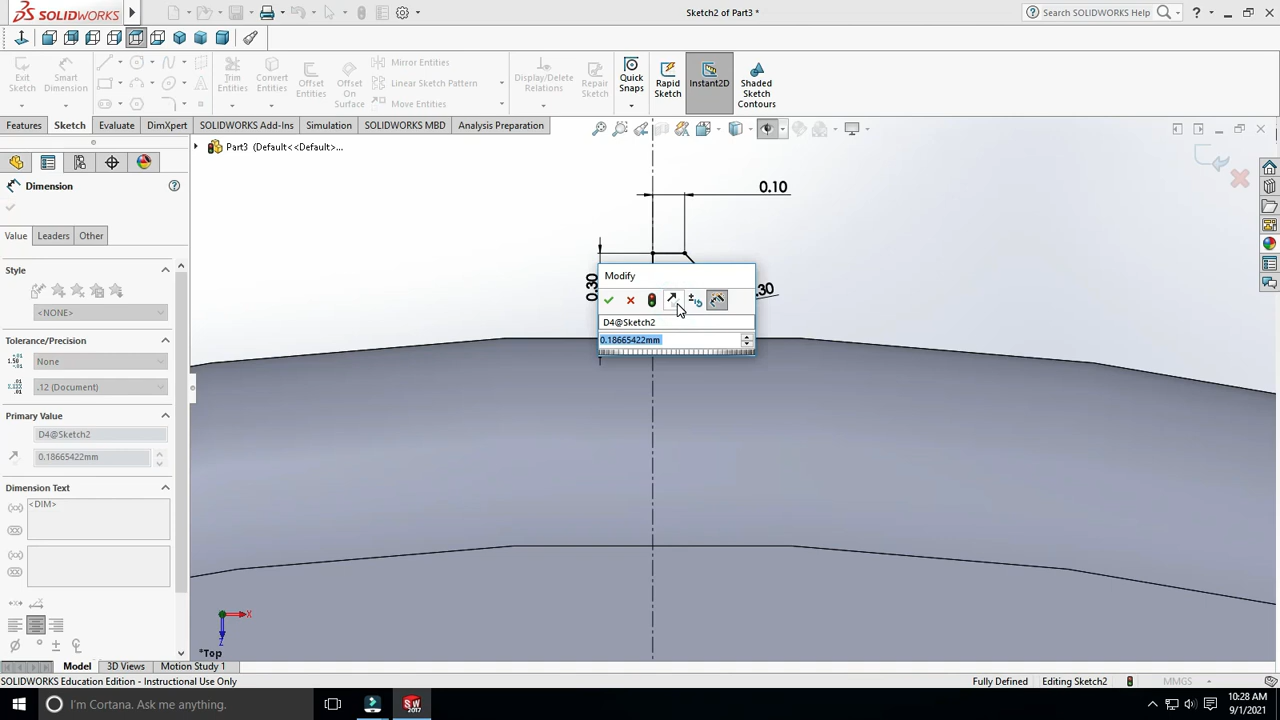 SOLIDWORKS
Sketch2 of Part3 *
Search SOLIDWORKS Help
Exit Sketch
Smart Dimension
Trim Entities
Convert Entities
Offset Entities
Offset On Surface
Mirror Entities
Linear Sketch Pattern
Move Entities
Display/Delete Relations
Repair Sketch
Quick Snaps
Rapid Sketch
Instant2D
Shaded Sketch Contours
Features
Sketch
Evaluate
DimXpert
SOLIDWORKS Add-Ins
Simulation
SOLIDWORKS MBD
Analysis Preparation
Part3 (Default<<Default>...
Dimension
Value
Leaders
Other
Style
<NONE>
Tolerance/Precision
None
.12 (Document)
Primary Value
D4@Sketch2
0.18665422mm
Dimension Text
<DIM>
0.10
0.30
.30
Modify
D4@Sketch2
0.18665422mm
X
Z
*Top
Model
3D Views
Motion Study 1
SOLIDWORKS Education Edition - Instructional Use Only
Fully Defined
Editing Sketch2
MMGS
I'm Cortana. Ask me anything.
SW
2017
10:28 AM
9/1/2021